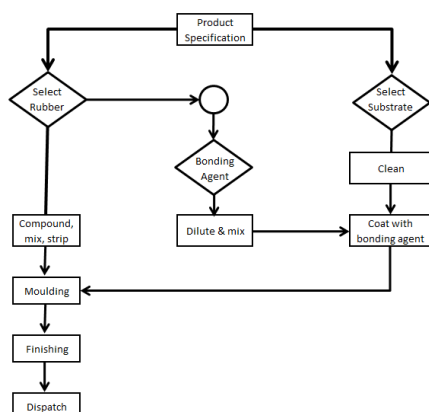 Product
Specification
Select
Rubber
Select
Substrate
Bonding
Agent
Clean
Compound,
mix, strip
Dilute & mix
Coat with
bonding agent
Moulding
Finishing
Dispatch